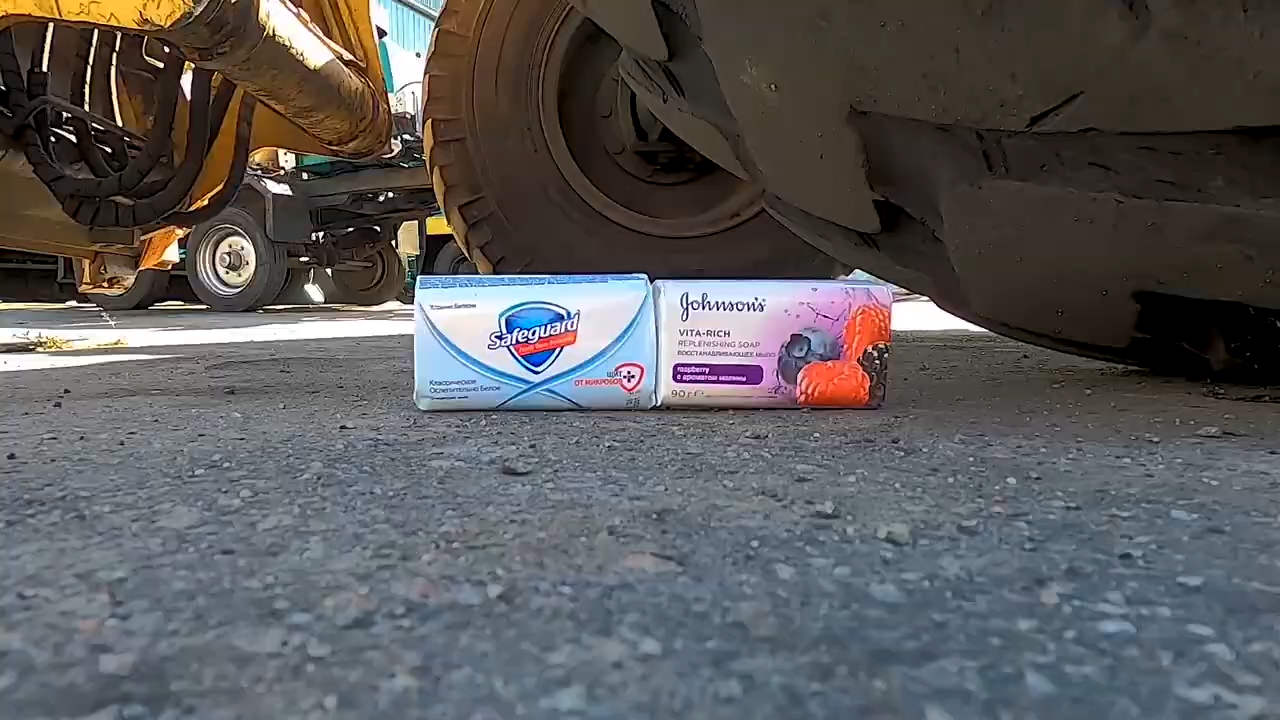 Safeguard
Классическое
Ослепительно Белое
ЩИТ
ОТ МИКРОБОВ
Johnson's
VITA-RICH
REPLENISHING SOAP
ВОССТАНАВЛИВАЮЩЕЕ МЫЛО
raspberry
с ароматом малины
90 г